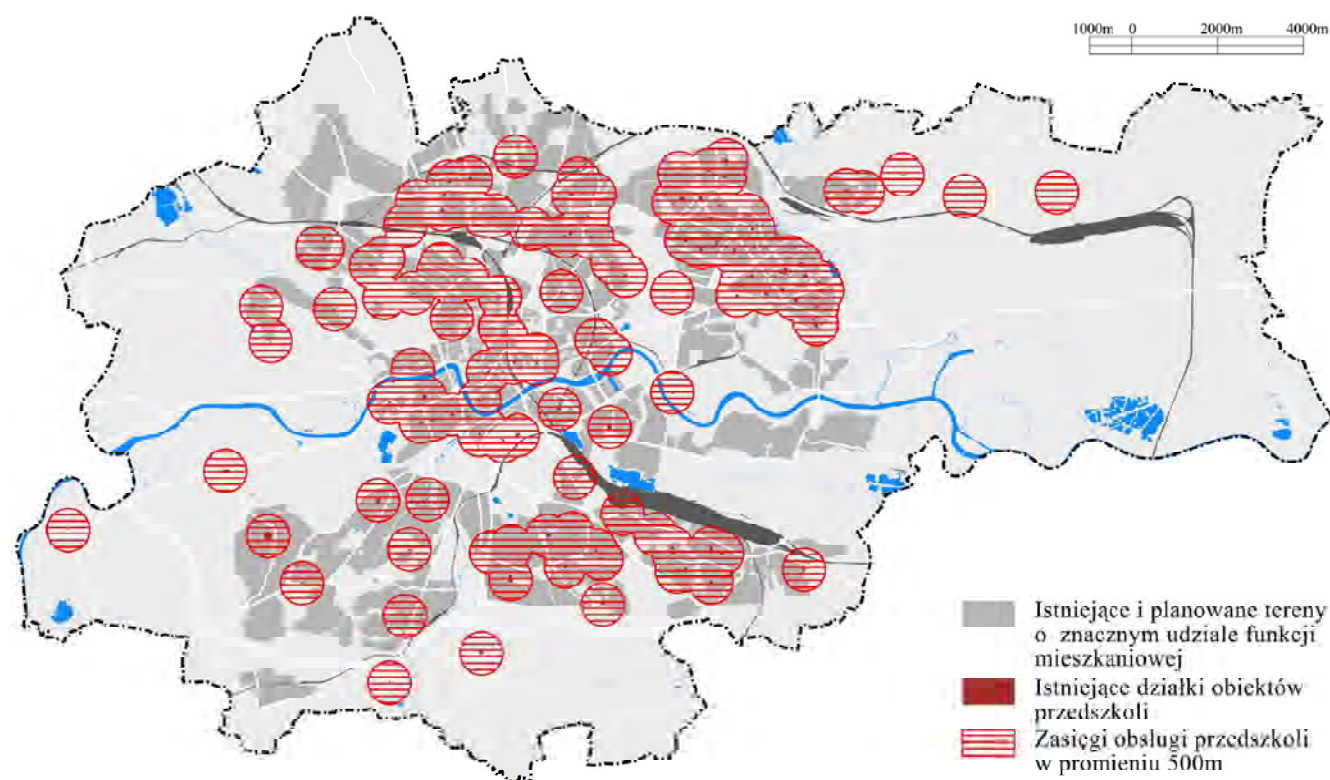 1000m 0 2000m 4000m
Istniejące i planowane tereny
o znacznym udziale funkcji
mieszkaniowej
Istniejące działki obiektów
przedszkoli
Zasięgi obsługi przedszkoli
w promieniu 500m